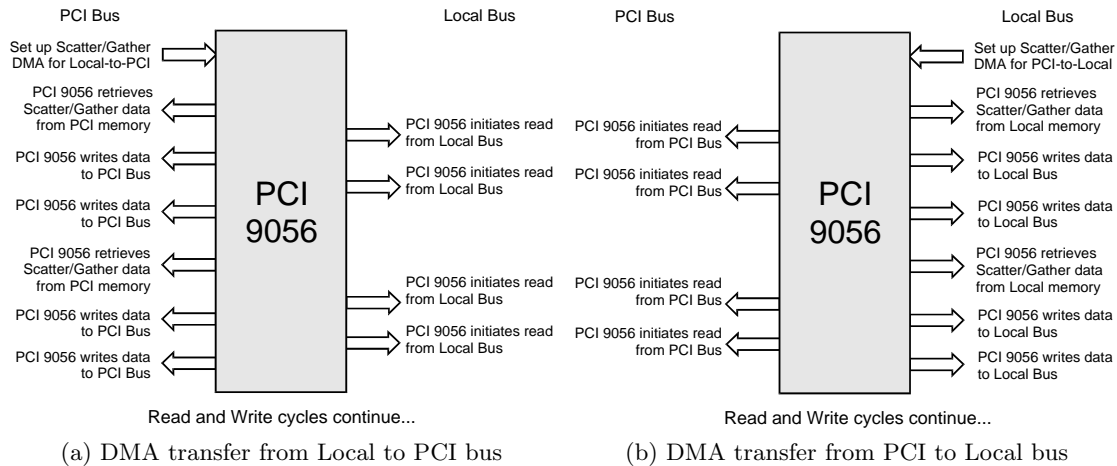 PCI Bus
Local Bus
Set up Scatter/Gather
DMA for Local-to-PCI
PCI 9056 retrieves
Scatter/Gather data
from PCI memory
PCI 9056 writes data
to PCI Bus
PCI 9056 writes data
to PCI Bus
PCI 9056 retrieves
Scatter/Gather data
from PCI memory
PCI 9056 writes data
to PCI Bus
PCI 9056 writes data
to PCI Bus
PCI
9056
PCI 9056 initiates read
from Local Bus
PCI 9056 initiates read
from Local Bus
PCI 9056 initiates read
from Local Bus
PCI 9056 initiates read
from Local Bus
Read and Write cycles continue...
(a) DMA transfer from Local to PCI bus
PCI Bus
Local Bus
PCI 9056 initiates read
from PCI Bus
PCI 9056 initiates read
from PCI Bus
PCI 9056 initiates read
from PCI Bus
PCI 9056 initiates read
from PCI Bus
PCI
9056
Set up Scatter/Gather
DMA for PCI-to-Local
PCI 9056 retrieves
Scatter/Gather data
from Local memory
PCI 9056 writes data
to Local Bus
PCI 9056 writes data
to Local Bus
PCI 9056 retrieves
Scatter/Gather data
from Local memory
PCI 9056 writes data
to Local Bus
PCI 9056 writes data
to Local Bus
Read and Write cycles continue...
(b) DMA transfer from PCI to Local bus